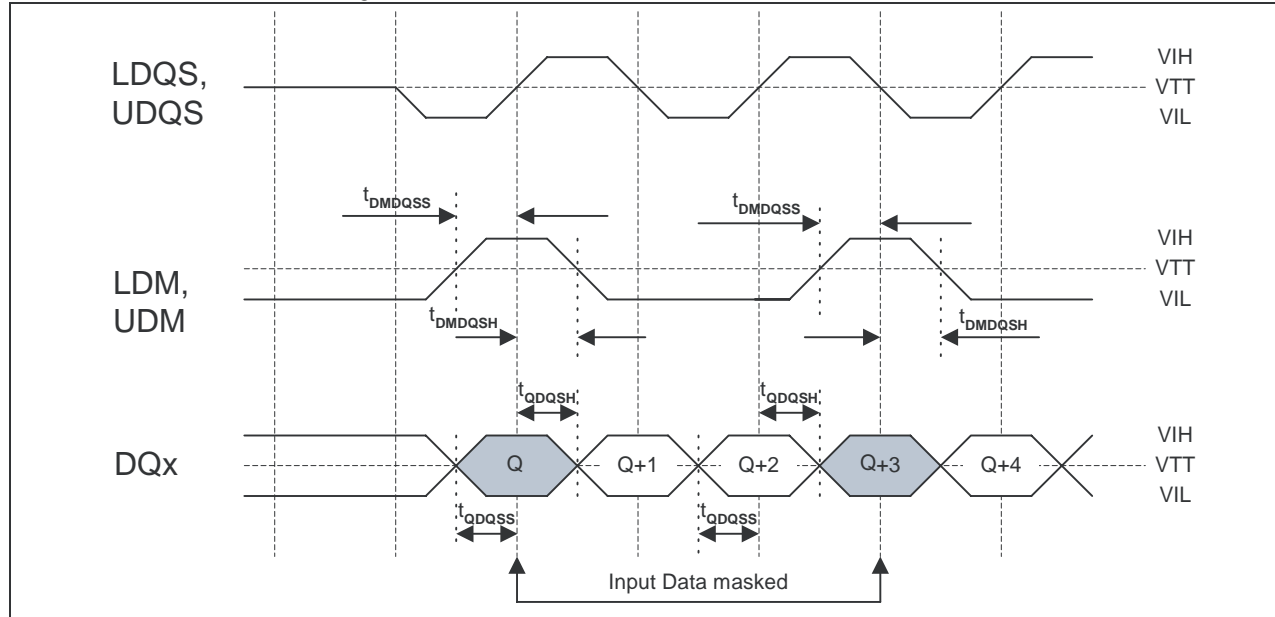 LDQS,
UDQS
VIH
VTT
VIL
tDMDQSS
tDMDQSS
LDM,
UDM
VIH
VTT
VIL
tDMDQSH
tDMDQSH
tQDQSH
tQDQSH
DQx
Q
Q+1
Q+2
Q+3
Q+4
VIH
VTT
VIL
tQDQSS
tQDQSS
Input Data masked